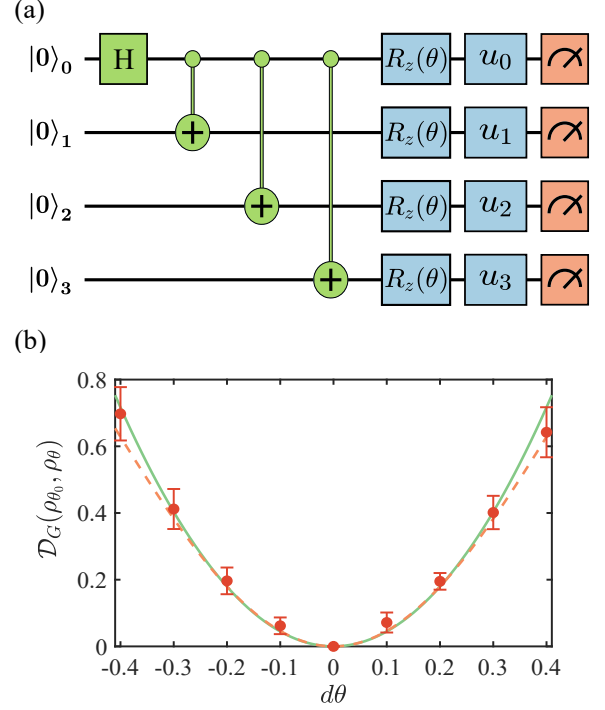 (a)
|0⟩₀ H R_z(θ) u₀
|0⟩₁ R_z(θ) u₁
|0⟩₂ R_z(θ) u₂
|0⟩₃ R_z(θ) u₃
(b)
0.8
0.6
0.4
0.2
0
𝒟_G(ρ_θ₀, ρ_θ)
-0.4 -0.3 -0.2 -0.1 0 0.1 0.2 0.3 0.4
dθ